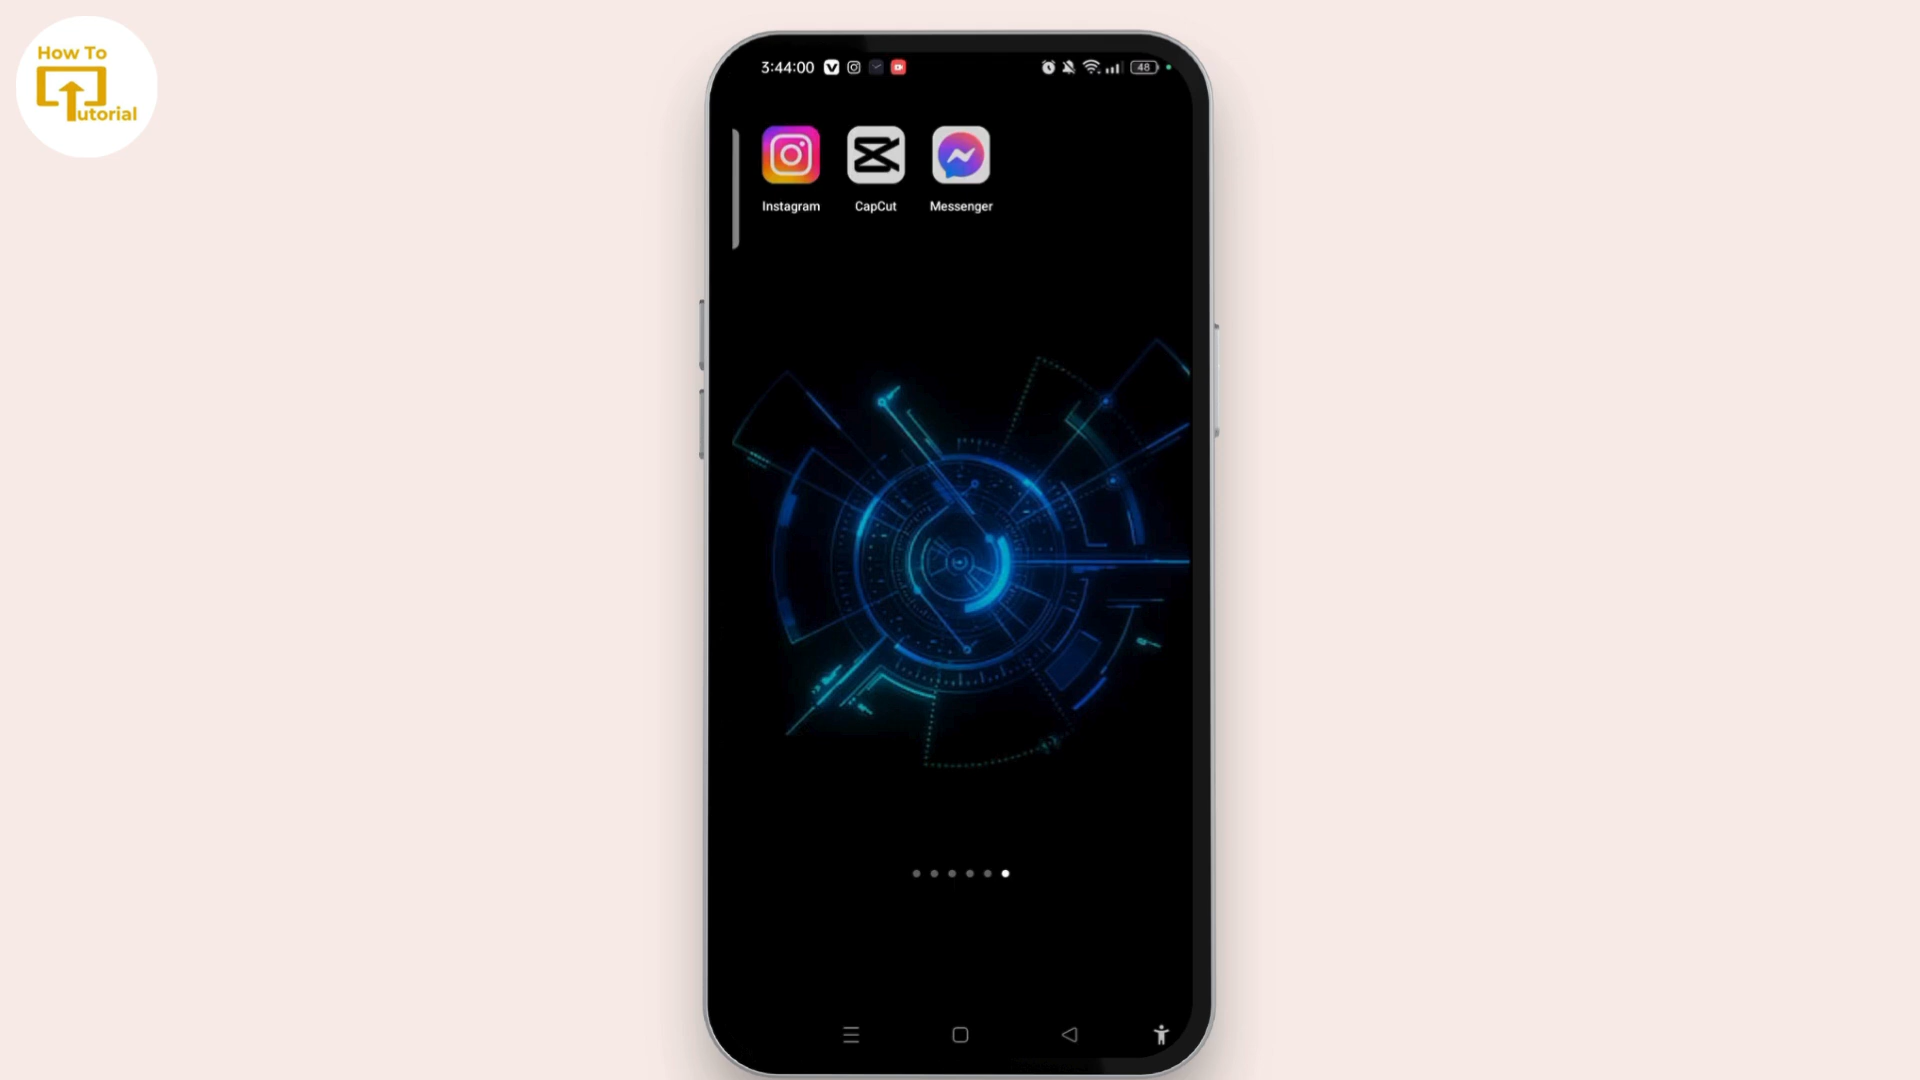 How To
utorial
3:44:00
48
Instagram
CapCut
Messenger